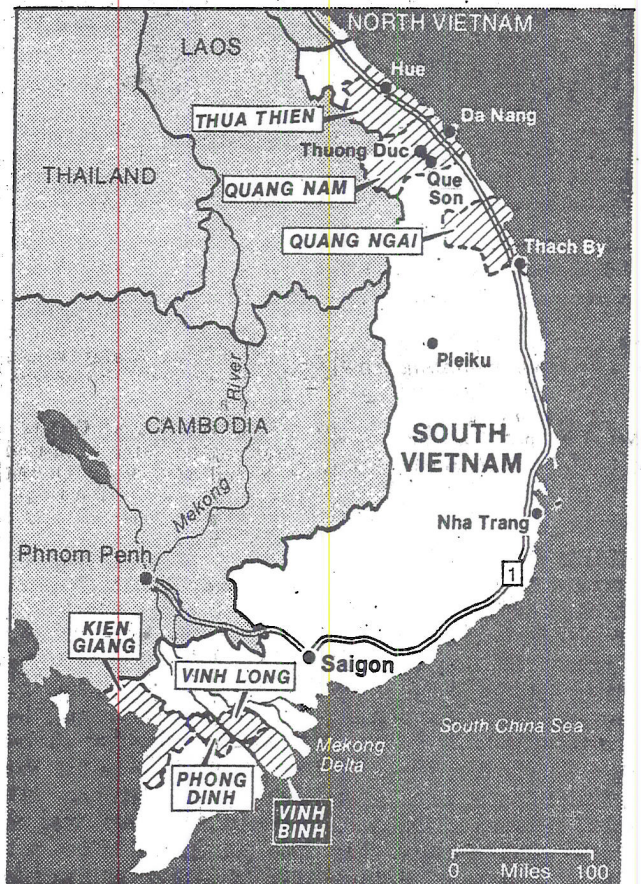 NORTH VIETNAM
LAOS
Hue
THUA THIEN
Da Nang
Thuong Duc
THAILAND
QUANG NAM
Que
Son
QUANG NGAI
Thach By
River
Pleiku
CAMBODIA
SOUTH
VIETNAM
Mekong
Nha Trang
Phnom Penh
1
KIEN
GIANG
Saigon
VINH LONG
South China Sea
Mekong
Delta
PHONG
DINH
VINH
BINH
0 Miles 100